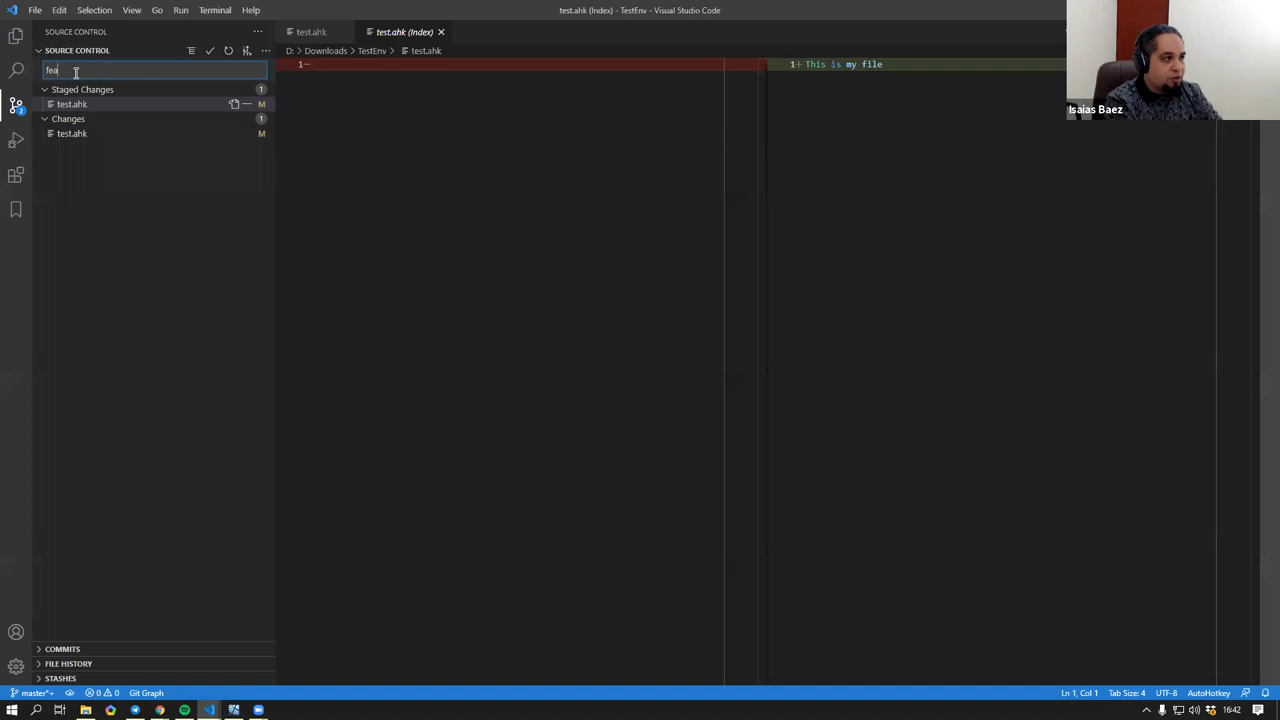 File Edit Selection View Go Run Terminal Help
test.ahk (Index) - TestEnv - Visual Studio Code
SOURCE CONTROL
SOURCE CONTROL
fea
Staged Changes 1
test.ahk M
Changes 1
test.ahk M
test.ahk
test.ahk (Index)
D: > Downloads > TestEnv > test.ahk
1-
1+ This is my file
Isaias Baez
COMMITS
FILE HISTORY
STASHES
master*+ 0 0 Git Graph
Ln 1, Col 1 Tab Size: 4 UTF-8 AutoHotkey
16:42
2